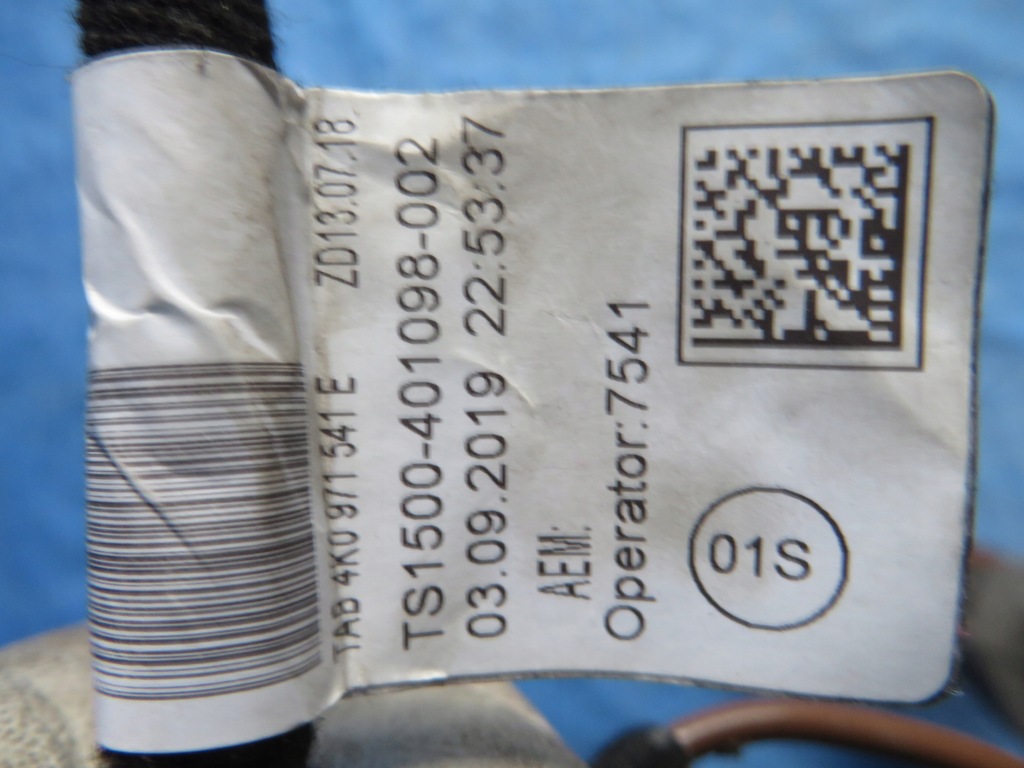 TAB 4K0 971 541 E ZD13.07.18.
TS1500-401098-002
03.09.2019 22:53:37
AEM:
Operator:7541
01S